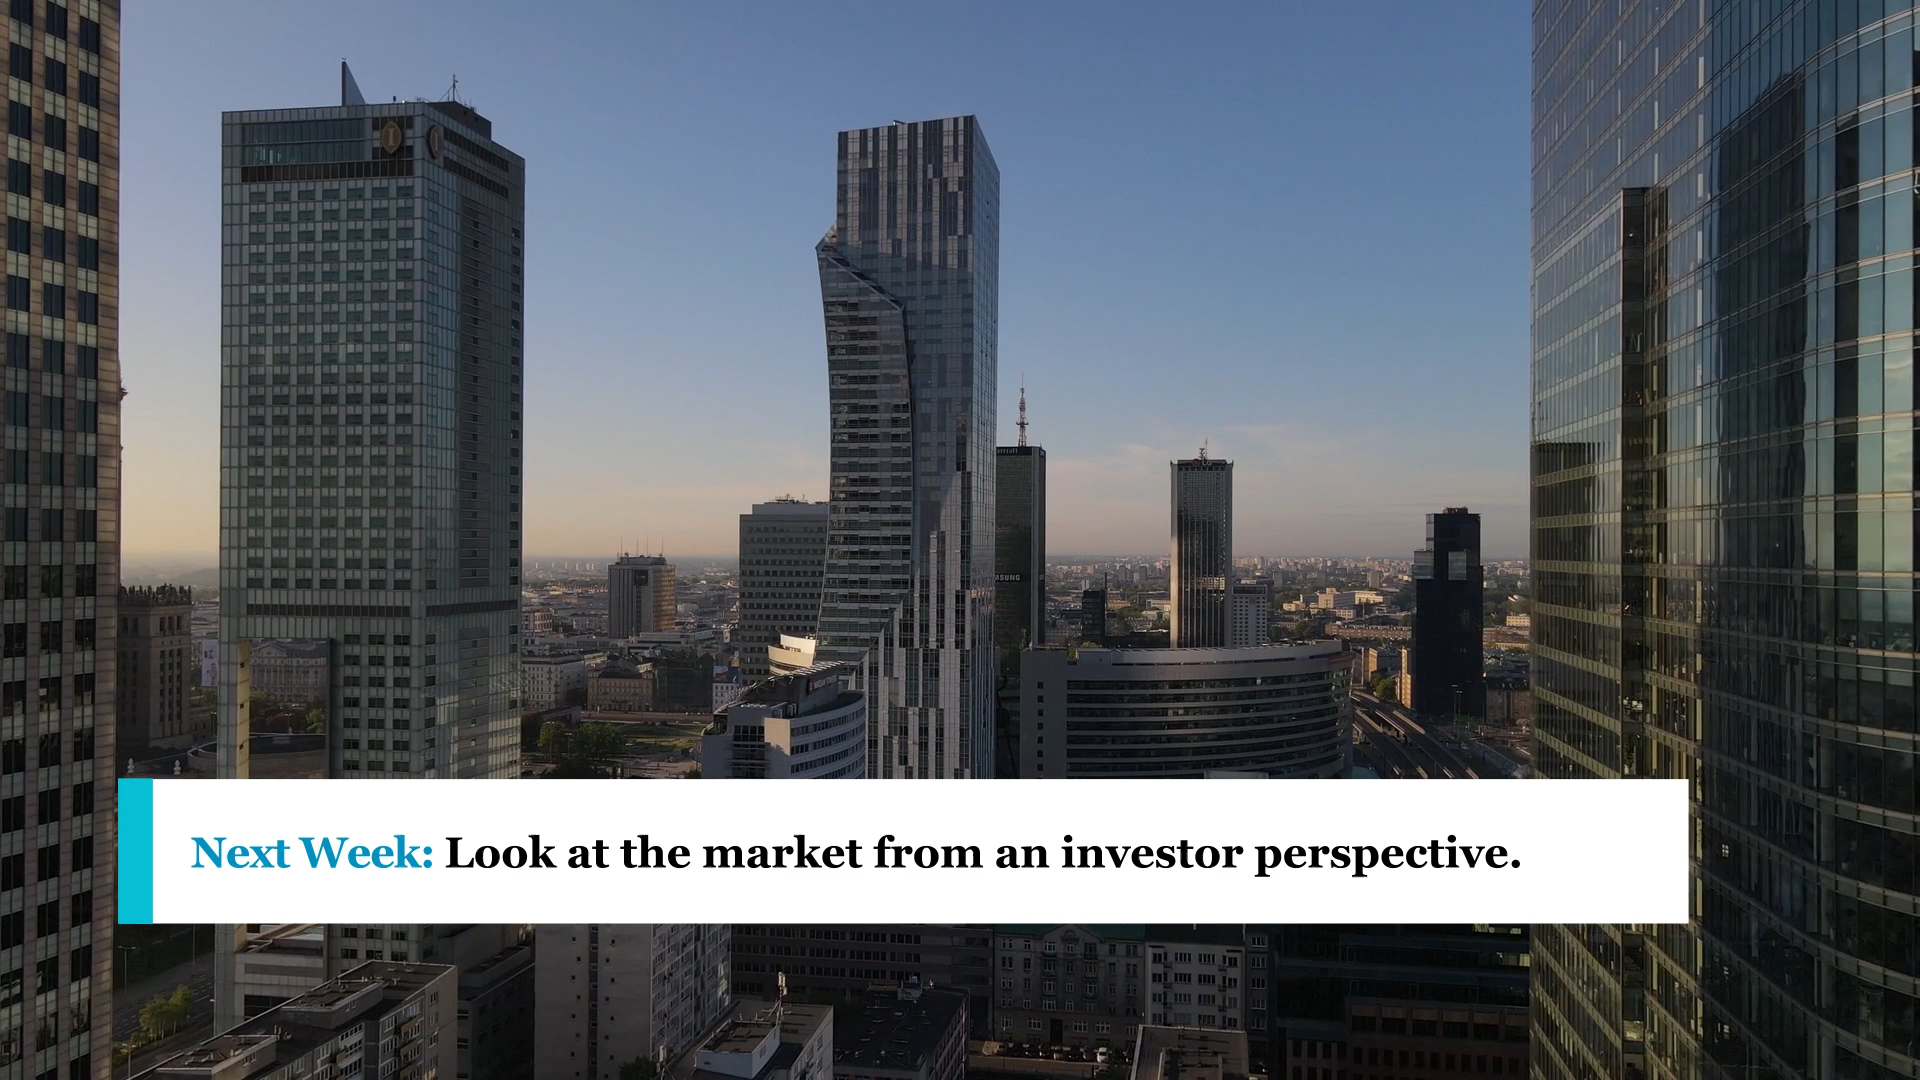 Next Week: Look at the market from an investor perspective.